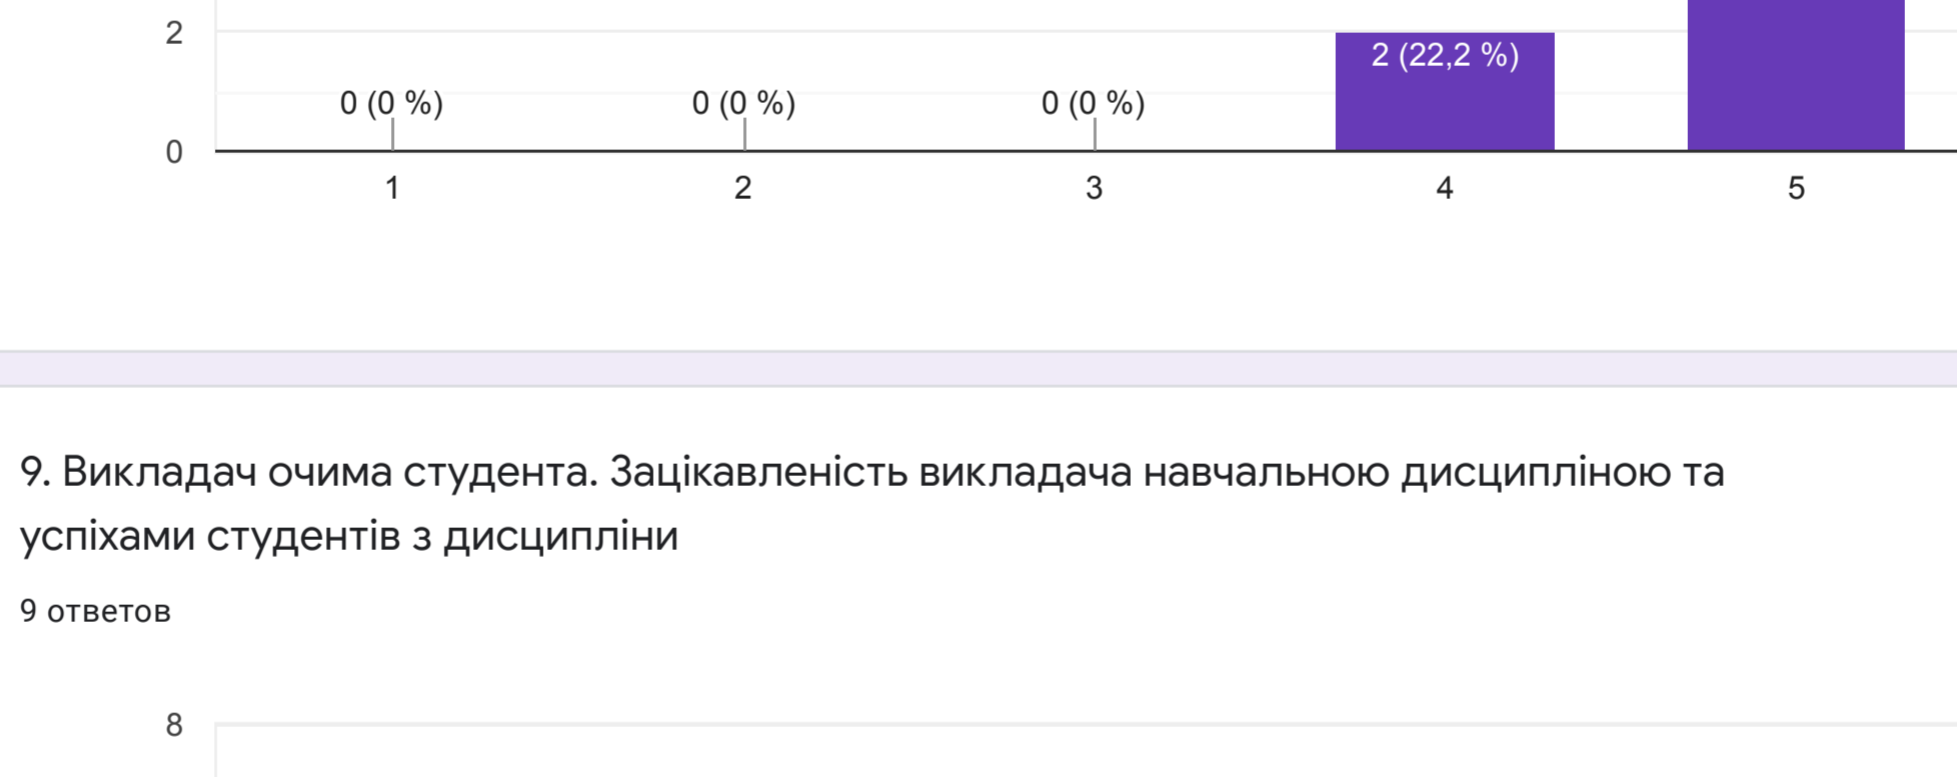 2
2 (22,2 %)
0 (0 %) 0 (0 %) 0 (0 %)
0
1 2 3 4 5
9. Викладач очима студента. Зацікавленість викладача навчальною дисципліною та
успіхами студентів з дисципліни
9 ответов
8